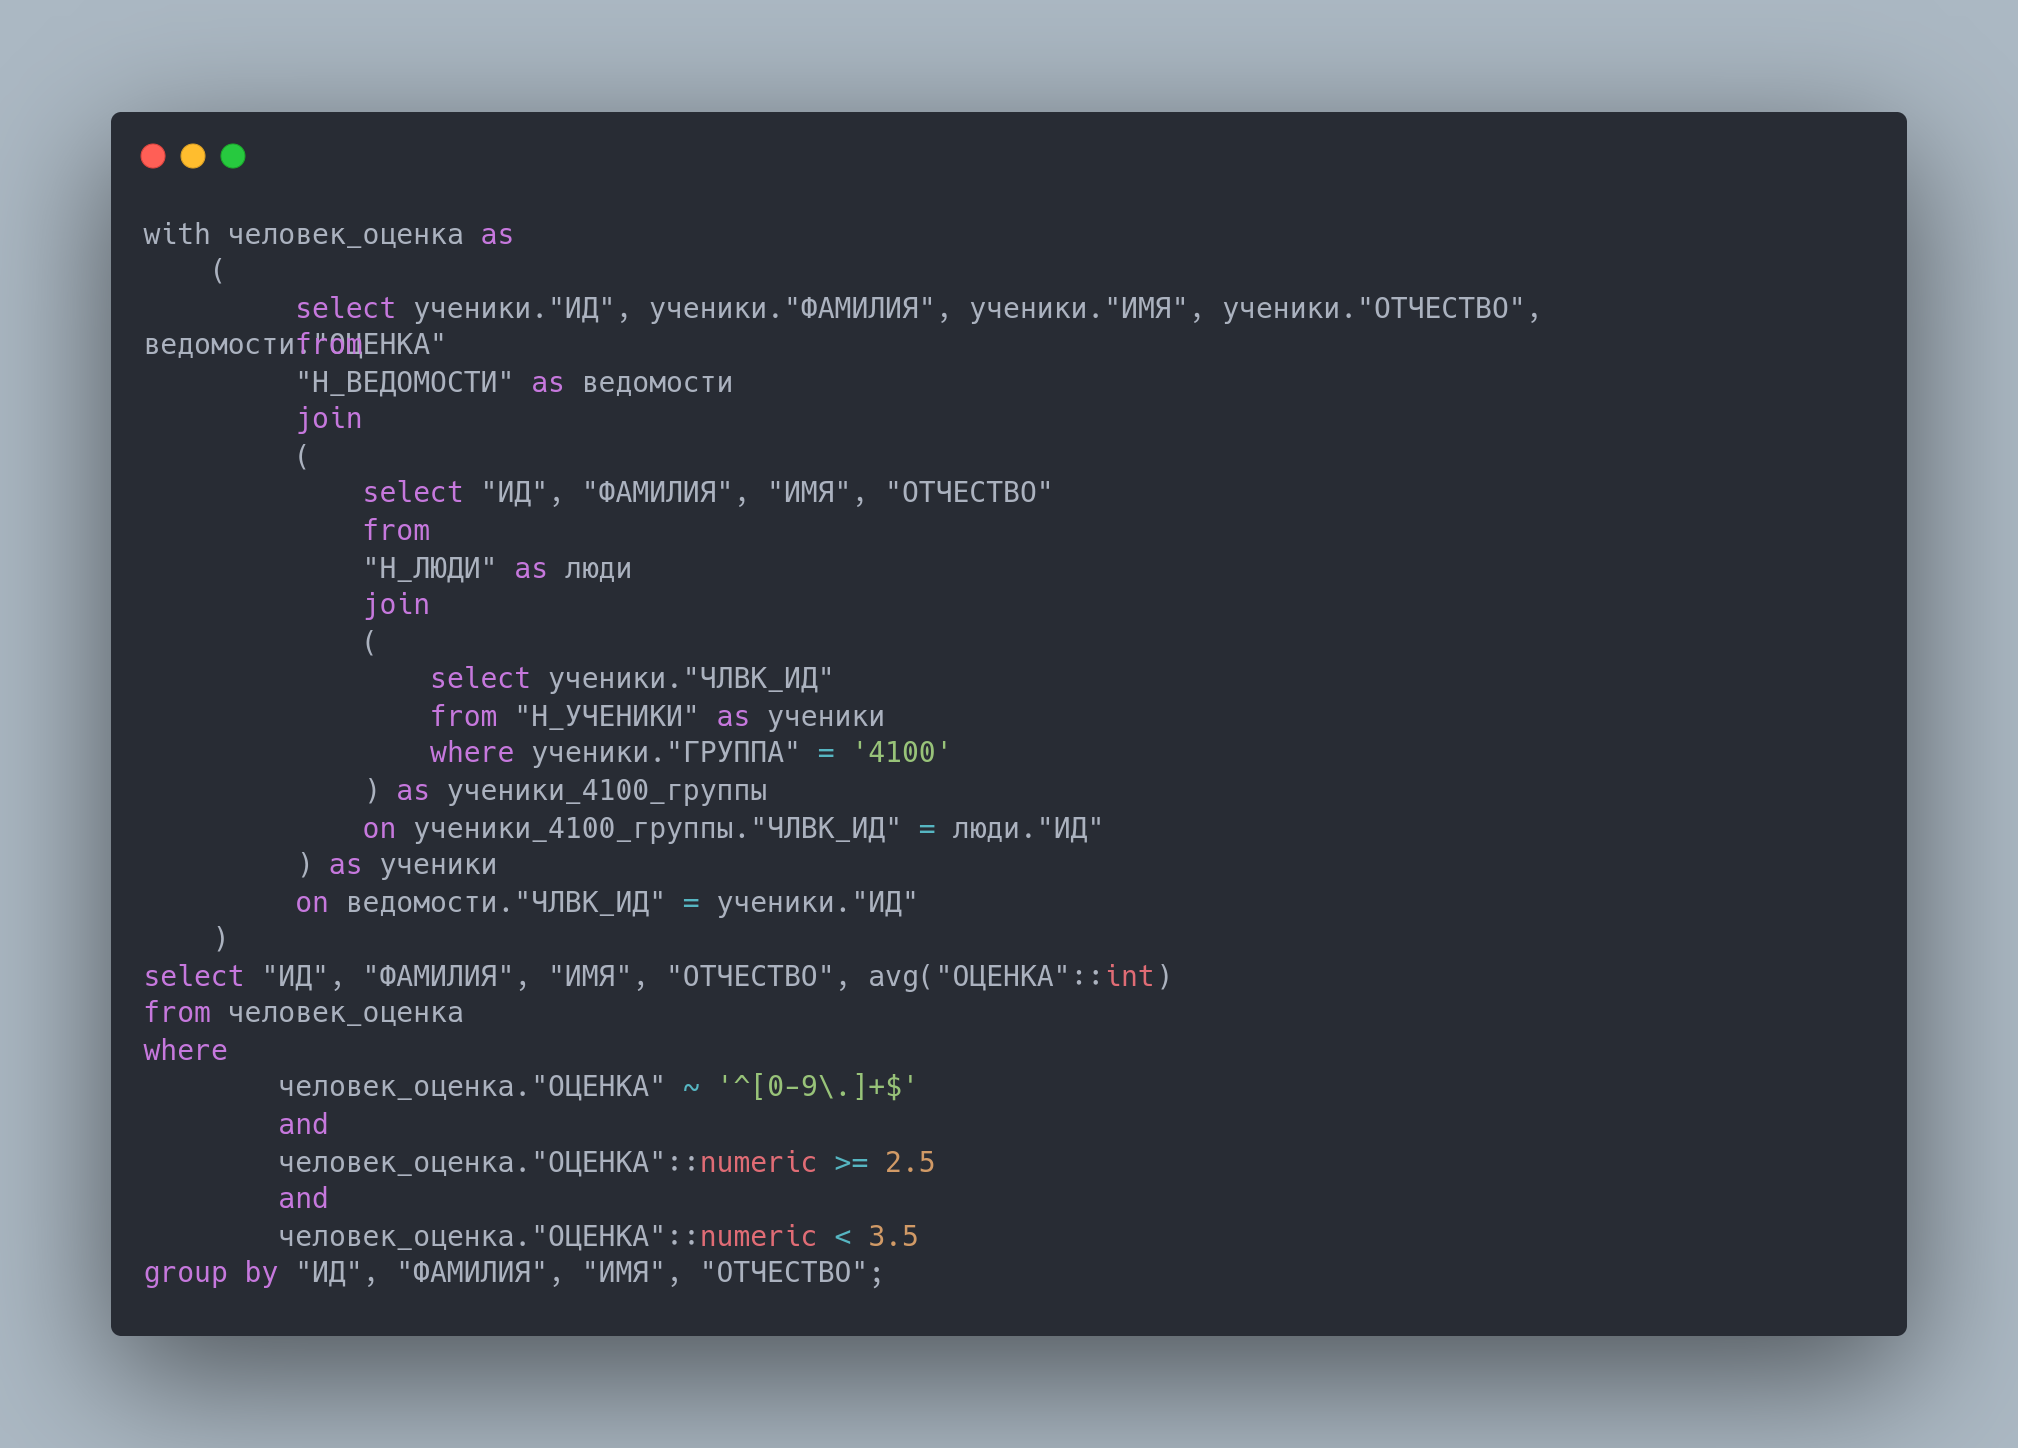 with человек_оценка as
(
select ученики."ИД", ученики."ФАМИЛИЯ", ученики."ИМЯ", ученики."ОТЧЕСТВО",
ведомости."ОЦЕНКА"
from
"Н_ВЕДОМОСТИ" as ведомости
join
(
select "ИД", "ФАМИЛИЯ", "ИМЯ", "ОТЧЕСТВО"
from
"Н_ЛЮДИ" as люди
join
(
select ученики."ЧЛВК_ИД"
from "Н_УЧЕНИКИ" as ученики
where ученики."ГРУППА" = '4100'
) as ученики_4100_группы
on ученики_4100_группы."ЧЛВК_ИД" = люди."ИД"
) as ученики
on ведомости."ЧЛВК_ИД" = ученики."ИД"
)
select "ИД", "ФАМИЛИЯ", "ИМЯ", "ОТЧЕСТВО", avg("ОЦЕНКА"::int)
from человек_оценка
where
человек_оценка."ОЦЕНКА" ~ '^[0-9\.]+$'
and
человек_оценка."ОЦЕНКА"::numeric >= 2.5
and
человек_оценка."ОЦЕНКА"::numeric < 3.5
group by "ИД", "ФАМИЛИЯ", "ИМЯ", "ОТЧЕСТВО";